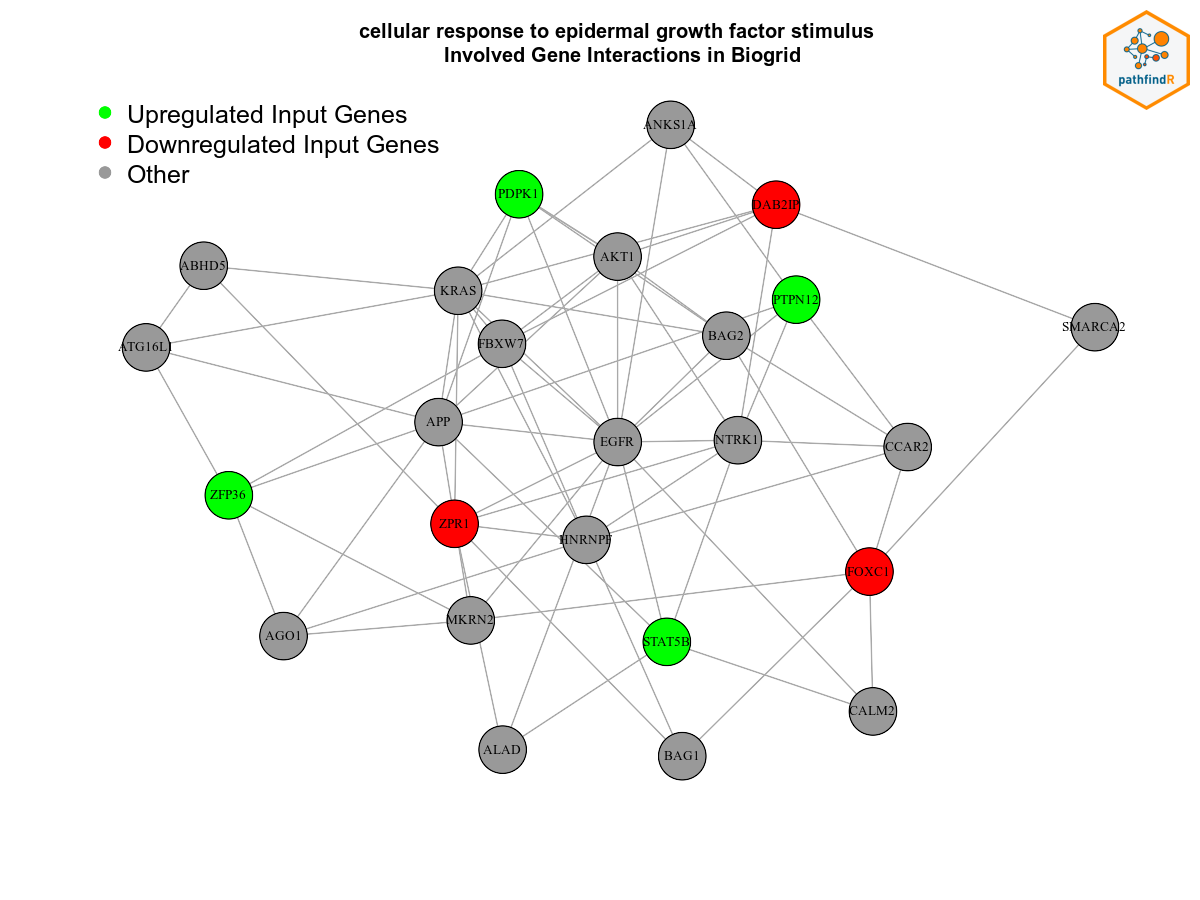 cellular response to epidermal growth factor stimulus
Involved Gene Interactions in Biogrid
pathfindR
Upregulated Input Genes
Downregulated Input Genes
Other
ANKS1A
PDPK1
DAB2IP
AKT1
ABHD5
KRAS
PTPN12
SMARCA2
BAG2
FBXW7
ATG16L1
APP
EGFR
NTRK1
CCAR2
ZFP36
ZPR1
HNRNPF
FOXC1
MKRN2
AGO1
STAT5B
CALM2
ALAD
BAG1